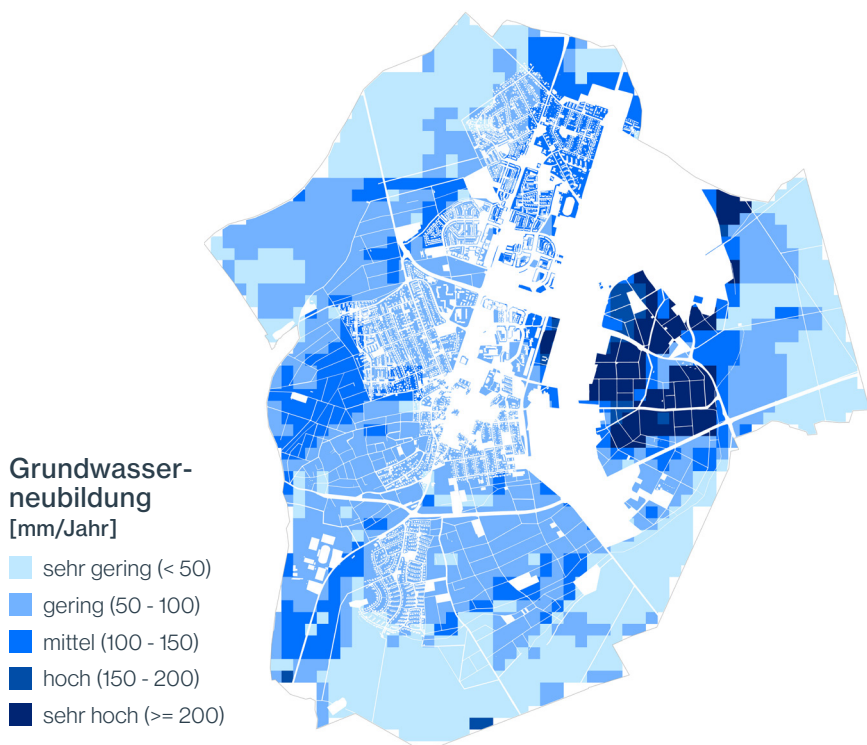 Grundwasser-
neubildung
[mm/Jahr]
sehr gering (< 50)
gering (50 - 100)
mittel (100 - 150)
hoch (150 - 200)
sehr hoch (>= 200)